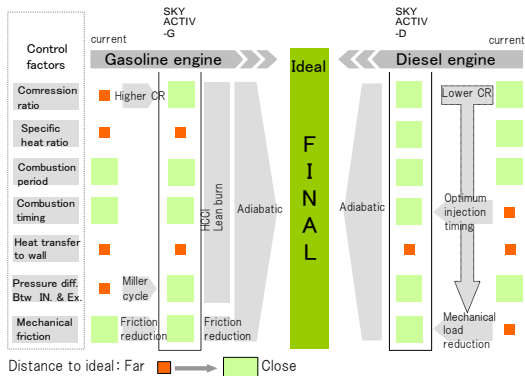 SKY
ACTIV
-G
SKY
ACTIV
-D
Control
factors
current
Gasoline engine
Ideal
Diesel engine
current
Comression
ratio
Higher CR
Lower CR
Specific
heat ratio
Combustion
period
Combustion
timing
HCCI
Lean burn
Adiabatic
F
I
N
A
L
Adiabatic
Optimum
injection
timing
Heat transfer
to wall
Pressure diff.
Btw IN. & Ex.
Miller
cycle
Mechanical
friction
Friction
reduction
Friction
reduction
Mechanical
load
reduction
Distance to ideal: Far
Close